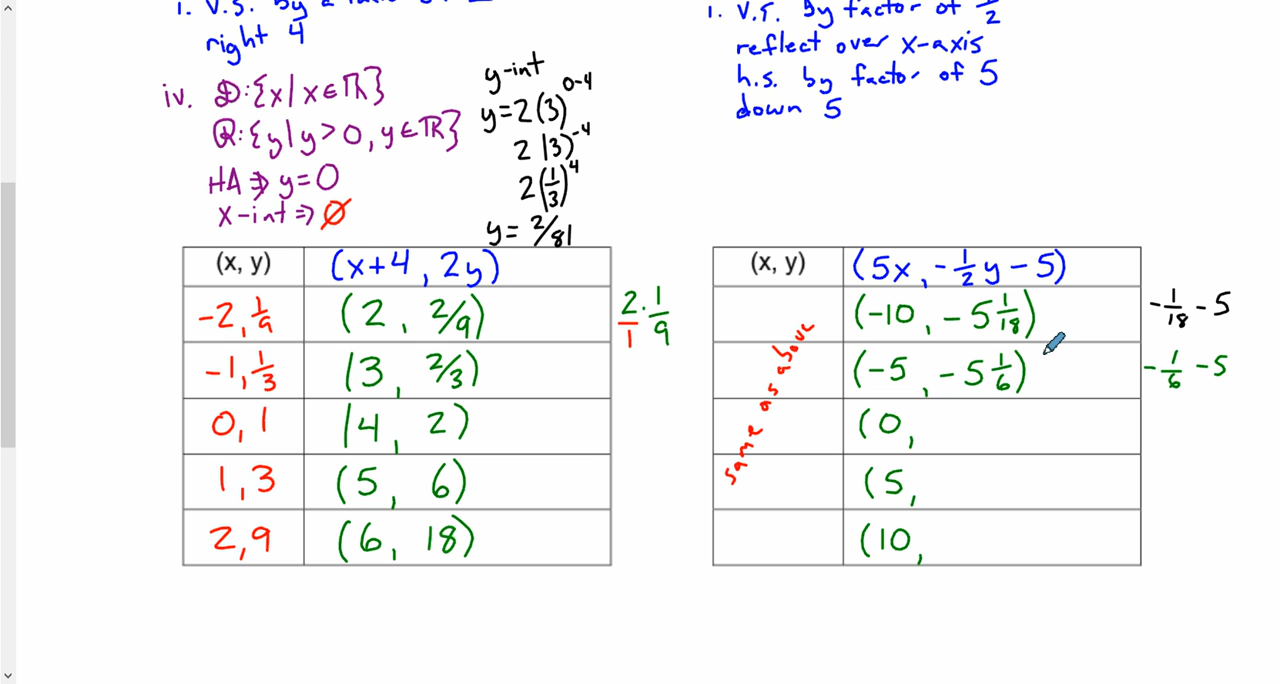 i. V.S. by a
right 4
iv. D:{x|x∈ℝ}
R:{y|y>0, y∈ℝ}
HA ⇒ y=0
x-int ⇒ ∅
y-int
y=2(3)^{0-4}
2(3)^{-4}
2(1/3)^4
y= 2/81
(x, y) (x+4, 2y)
-2, 1/9 (2, 2/9) 2/1 · 1/9
-1, 1/3 (3, 2/3)
0, 1 (4, 2)
1, 3 (5, 6)
2, 9 (6, 18)
i. V.S. by factor of 1/2
reflect over x-axis
h.s. by factor of 5
down 5
(x, y) (5x, -1/2y-5)
same as above
(-10, -5 1/18) -1/18 -5
(-5, -5 1/6) -1/6 -5
(0,
(5,
(10,